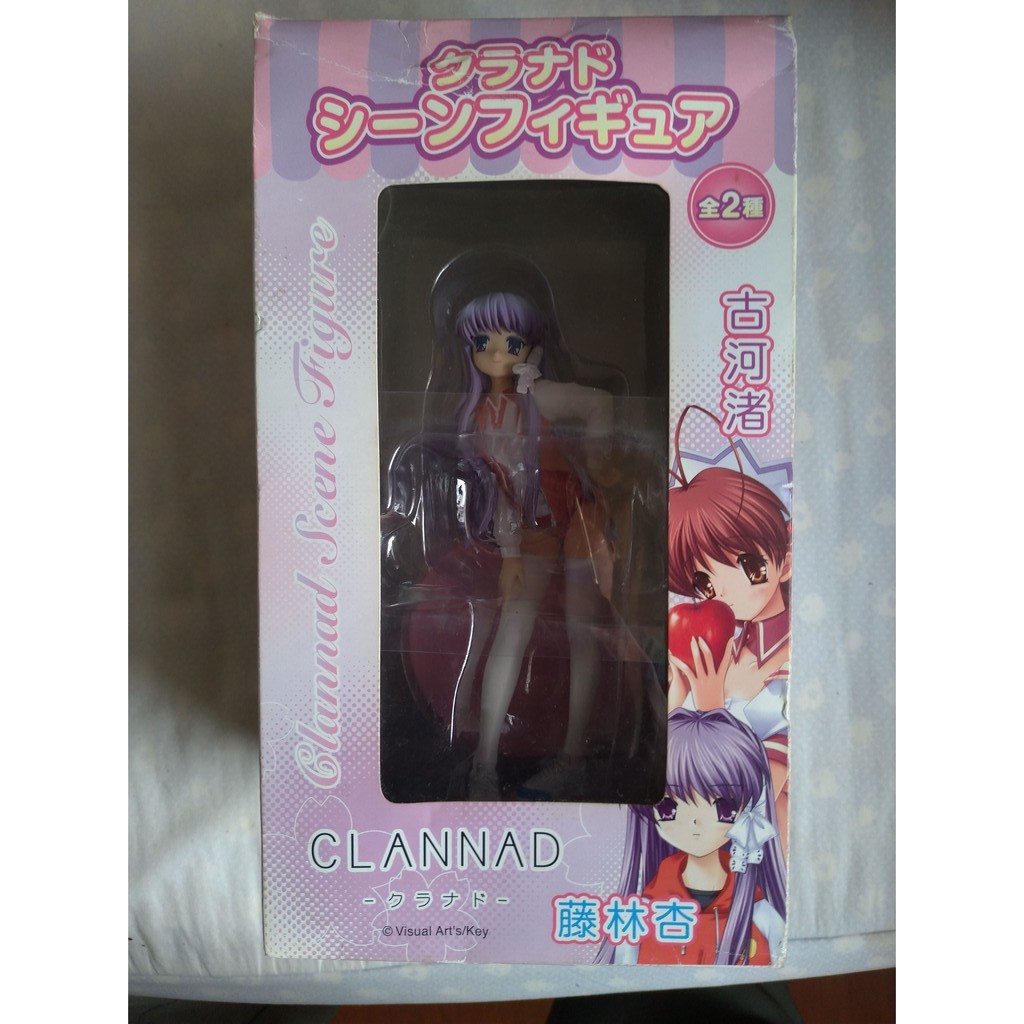 クラナド
シーンフィギュア
全2種
古河渚
Clannad Scene Figure
CLANNAD
-クラナド-
© Visual Art's/Key
藤林杏